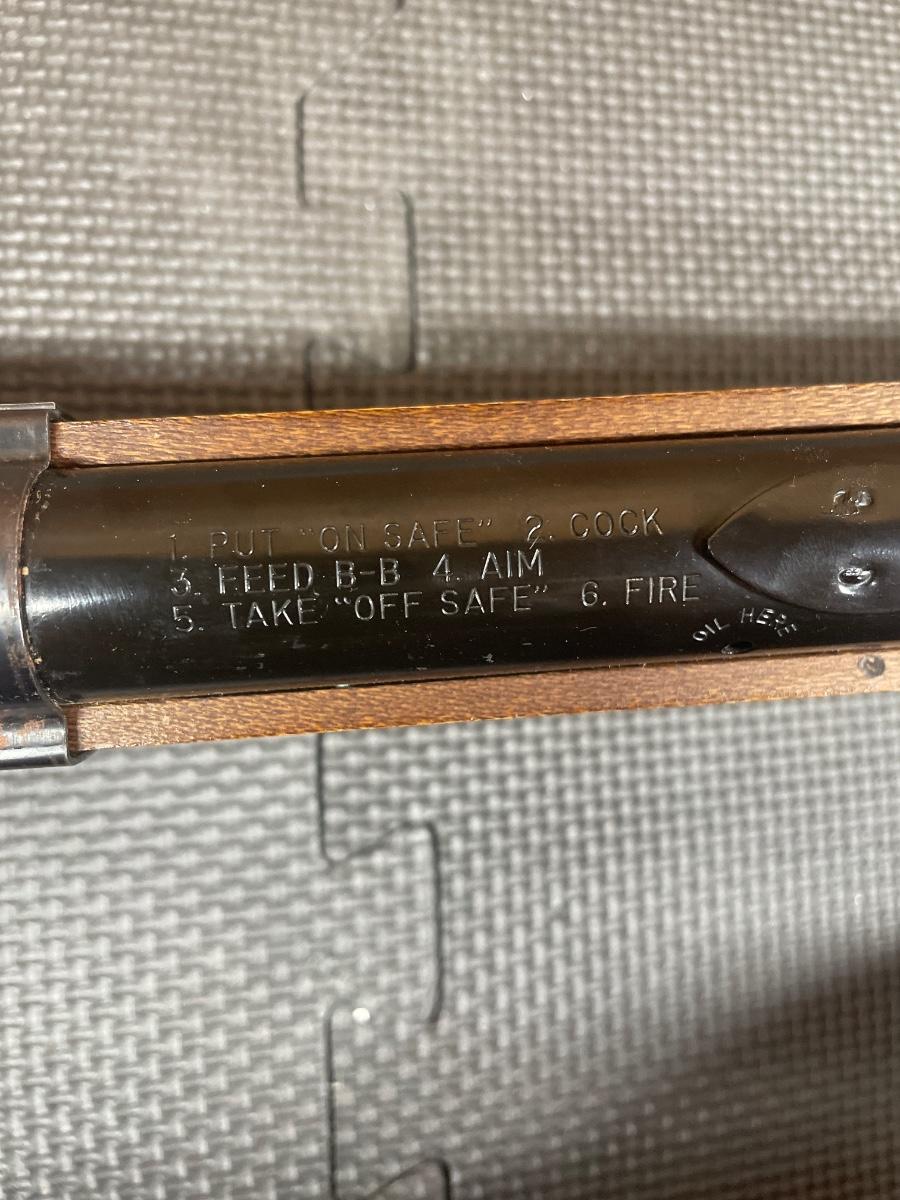 1. PUT "ON SAFE" 2. COCK
3. FEED B-B 4. AIM
5. TAKE "OFF SAFE" 6. FIRE
OIL HERE